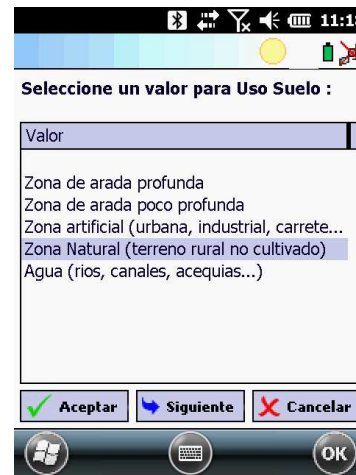 11:1
Seleccione un valor para Uso Suelo :
Valor
Zona de arada profunda
Zona de arada poco profunda
Zona artificial (urbana, industrial, carrete...
Zona Natural (terreno rural no cultivado)
Agua (rios, canales, acequias...)
Aceptar Siguiente Cancelar
OK